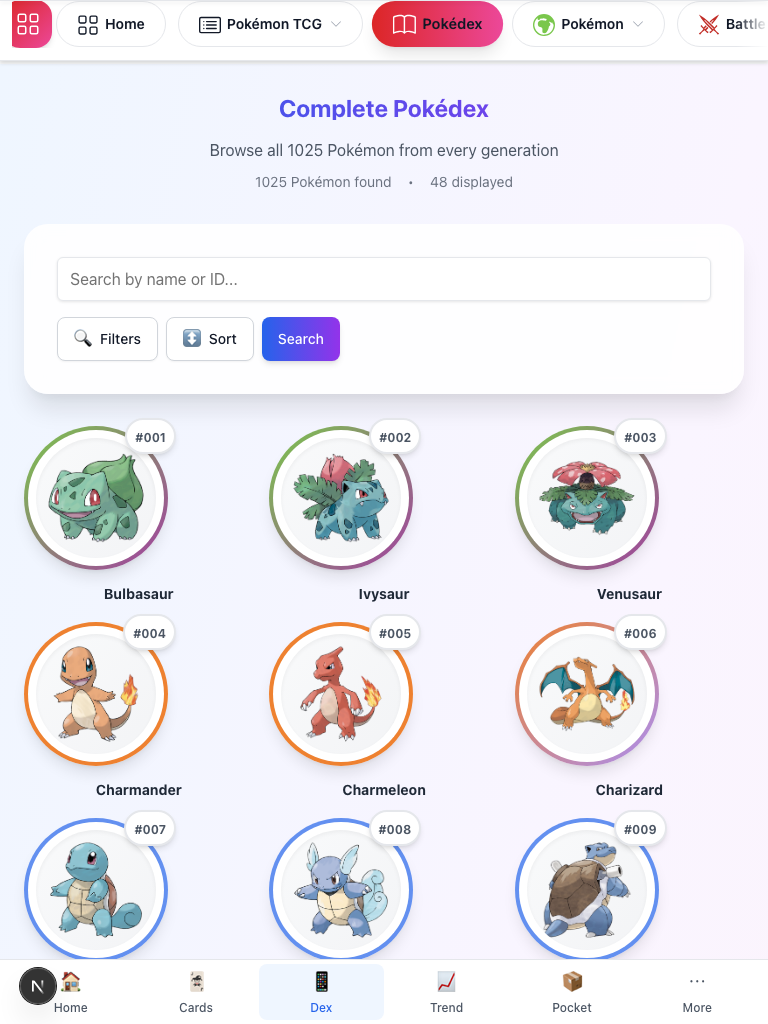 Home Pokémon TCG Pokédex Pokémon Battle
Complete Pokédex
Browse all 1025 Pokémon from every generation
1025 Pokémon found • 48 displayed
Search by name or ID...
Filters Sort Search
#001 #002 #003
Bulbasaur Ivysaur Venusaur
#004 #005 #006
Charmander Charmeleon Charizard
#007 #008 #009
N
Home Cards Dex Trend Pocket More